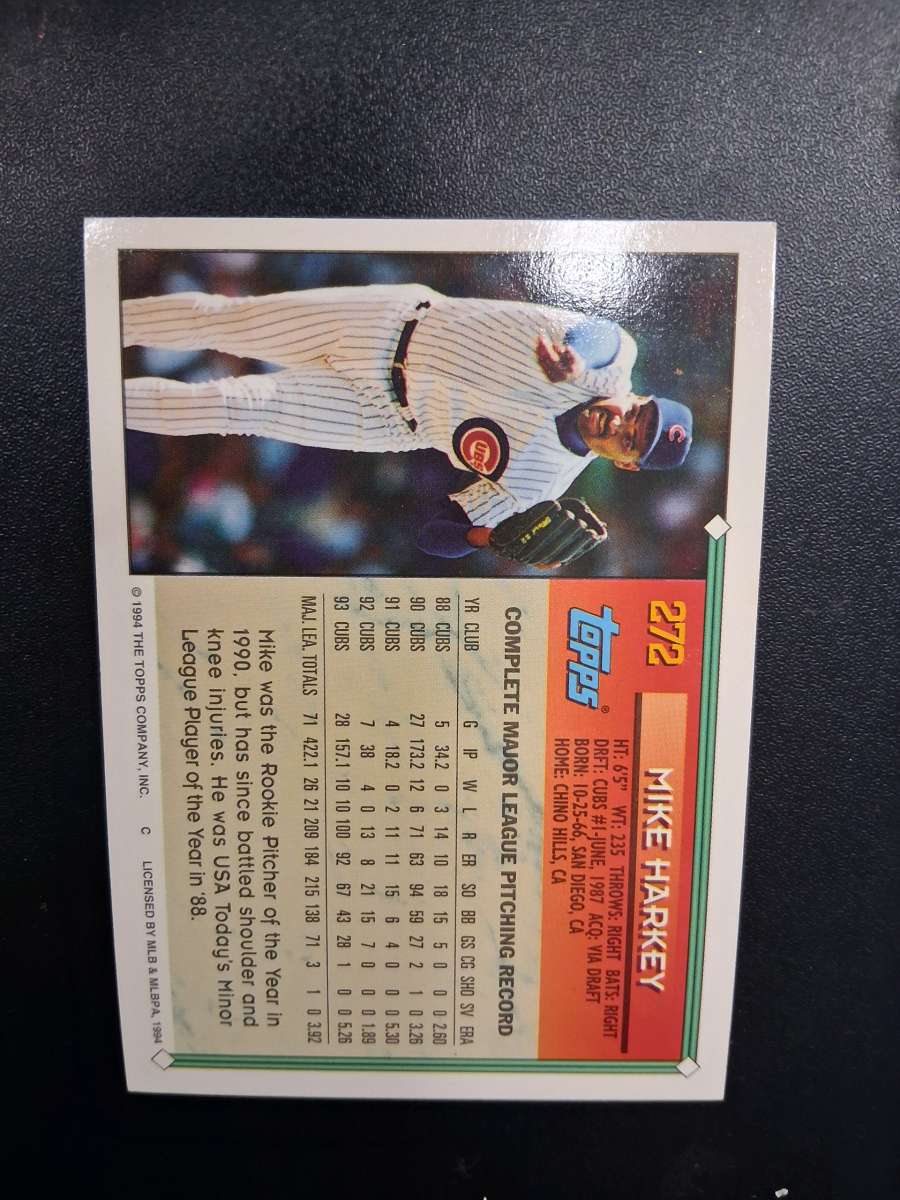 272
MIKE HARKEY
topps®
HT: 6'5" WT: 235 THROWS: RIGHT BATS: RIGHT
DRFT: CUBS #1-JUNE, 1987 ACQ: VIA DRAFT
BORN: 10-25-66, SAN DIEGO, CA
HOME: CHINO HILLS, CA
COMPLETE MAJOR LEAGUE PITCHING RECORD
YR CLUB G IP W L R ER SO BB GS CG SHO SV ERA
88 CUBS 5 34.2 0 3 14 10 18 15 5 0 0 0 2.60
90 CUBS 27 173.2 12 6 71 63 94 59 27 2 1 0 3.26
91 CUBS 4 18.2 0 2 11 11 15 6 4 0 0 0 5.30
92 CUBS 7 38 4 0 13 8 21 15 7 0 0 0 1.89
93 CUBS 28 157.1 10 10 100 92 67 43 28 1 0 0 5.26
MAJ. LEA. TOTALS 71 422.1 26 21 209 184 215 138 71 3 1 0 3.92
Mike was the Rookie Pitcher of the Year in
1990, but has since battled shoulder and
knee injuries. He was USA Today's Minor
League Player of the Year in '88.
© 1994 THE TOPPS COMPANY, INC. C LICENSED BY MLB & MLBPA, 1994
CUBS
C